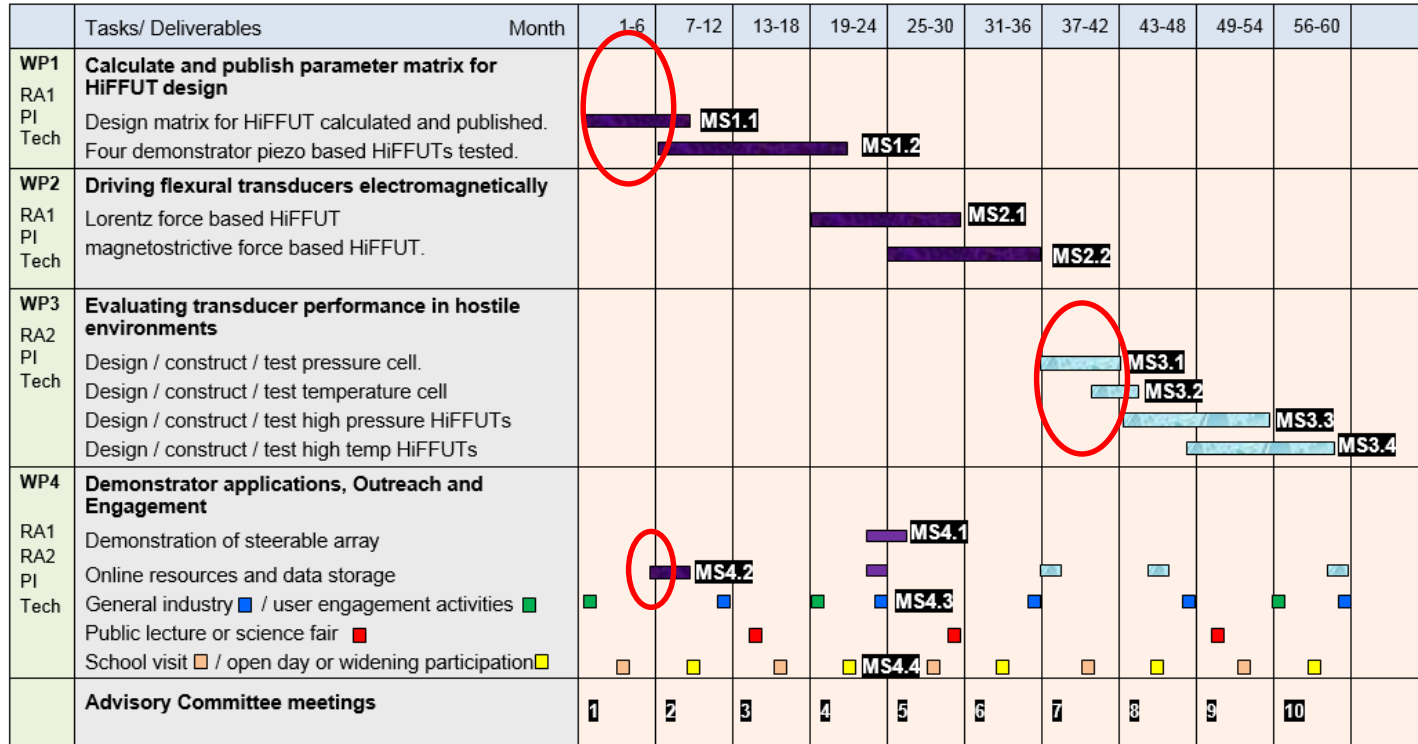 Tasks/ Deliverables Month 1-6 7-12 13-18 19-24 25-30 31-36 37-42 43-48 49-54 56-60
WP1 Calculate and publish parameter matrix for
HiFFUT design
RA1
PI
Tech
Design matrix for HiFFUT calculated and published. MS1.1
Four demonstrator piezo based HiFFUTs tested. MS1.2
WP2 Driving flexural transducers electromagnetically
RA1
PI
Tech
Lorentz force based HiFFUT MS2.1
magnetostrictive force based HiFFUT. MS2.2
WP3 Evaluating transducer performance in hostile
environments
RA2
PI
Tech
Design / construct / test pressure cell. MS3.1
Design / construct / test temperature cell MS3.2
Design / construct / test high pressure HiFFUTs MS3.3
Design / construct / test high temp HiFFUTs MS3.4
WP4 Demonstrator applications, Outreach and
Engagement
RA1
RA2
PI
Tech
Demonstration of steerable array MS4.1
Online resources and data storage MS4.2
General industry / user engagement activities MS4.3
Public lecture or science fair
School visit / open day or widening participation MS4.4
Advisory Committee meetings 1 2 3 4 5 6 7 8 9 10